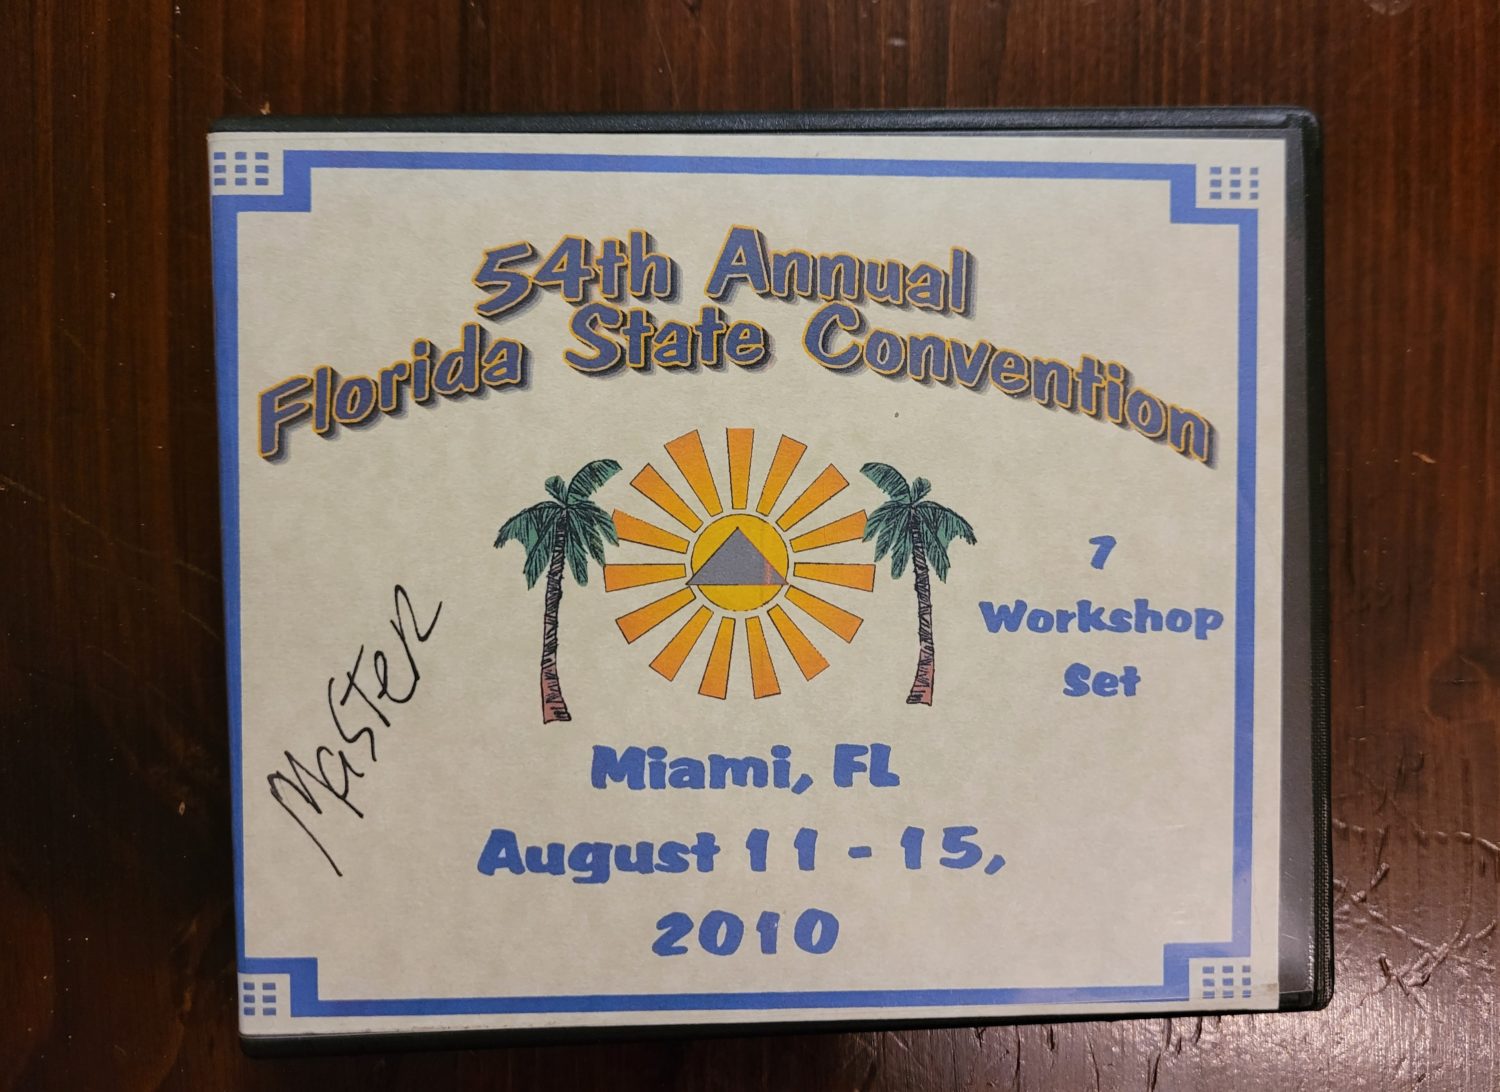 54th Annual
Florida State Convention
7
Workshop
Set
Master
Miami, FL
August 11 - 15,
2010